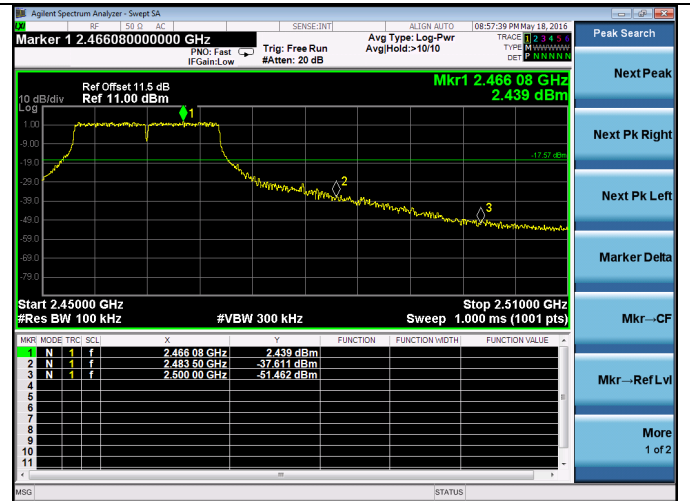 Agilent Spectrum Analyzer - Swept SA
LXI RF 50 Ω AC SENSE:INT ALIGN AUTO 08:57:39 PM May 18, 2016
Marker 1 2.466080000000 GHz Avg Type: Log-Pwr TRACE 1 2 3 4 5 6
PNO: Fast Trig: Free Run Avg|Hold:>10/10 TYPE M WWWWW
IFGain:Low #Atten: 20 dB DET P N N N N N
Peak Search
Next Peak
Next Pk Right
Next Pk Left
Marker Delta
Mkr→CF
Mkr→Ref Lvl
More
1 of 2
Mkr1 2.466 08 GHz
2.439 dBm
Ref Offset 11.5 dB
10 dB/div Ref 11.00 dBm
Log
1
1.00
-9.00
-17.57 dBm
-19.0
-29.0
2
-39.0
3
-49.0
-59.0
-69.0
-79.0
Start 2.45000 GHz Stop 2.51000 GHz
#Res BW 100 kHz #VBW 300 kHz Sweep 1.000 ms (1001 pts)
MKR MODE TRC SCL X Y FUNCTION FUNCTION WIDTH FUNCTION VALUE
1 N 1 f 2.466 08 GHz 2.439 dBm
2 N 1 f 2.483 50 GHz -37.611 dBm
3 N 1 f 2.500 00 GHz -51.462 dBm
4
5
6
7
8
9
10
11
MSG STATUS